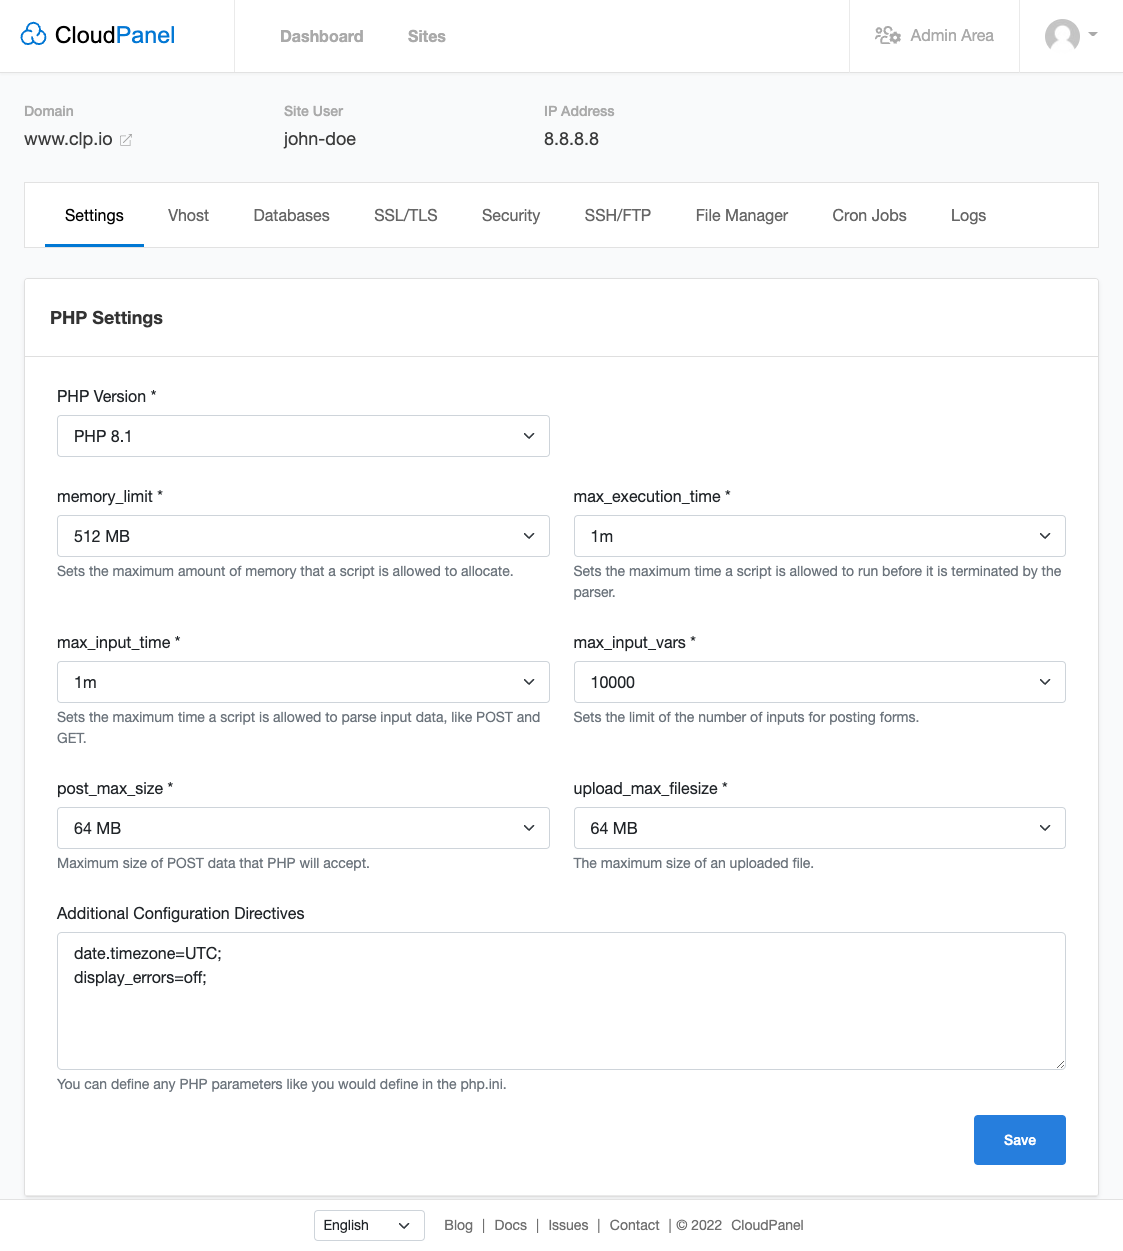 CloudPanel
Dashboard
Sites
Admin Area
Domain
Site User
IP Address
www.clp.io
john-doe
8.8.8.8
Settings
Vhost
Databases
SSL/TLS
Security
SSH/FTP
File Manager
Cron Jobs
Logs
PHP Settings
PHP Version *
PHP 8.1
memory_limit *
512 MB
Sets the maximum amount of memory that a script is allowed to allocate.
max_execution_time *
1m
Sets the maximum time a script is allowed to run before it is terminated by the
parser.
max_input_time *
1m
Sets the maximum time a script is allowed to parse input data, like POST and
GET.
max_input_vars *
10000
Sets the limit of the number of inputs for posting forms.
post_max_size *
64 MB
Maximum size of POST data that PHP will accept.
upload_max_filesize *
64 MB
The maximum size of an uploaded file.
Additional Configuration Directives
date.timezone=UTC;
display_errors=off;
You can define any PHP parameters like you would define in the php.ini.
Save
English
Blog | Docs | Issues | Contact | © 2022 CloudPanel